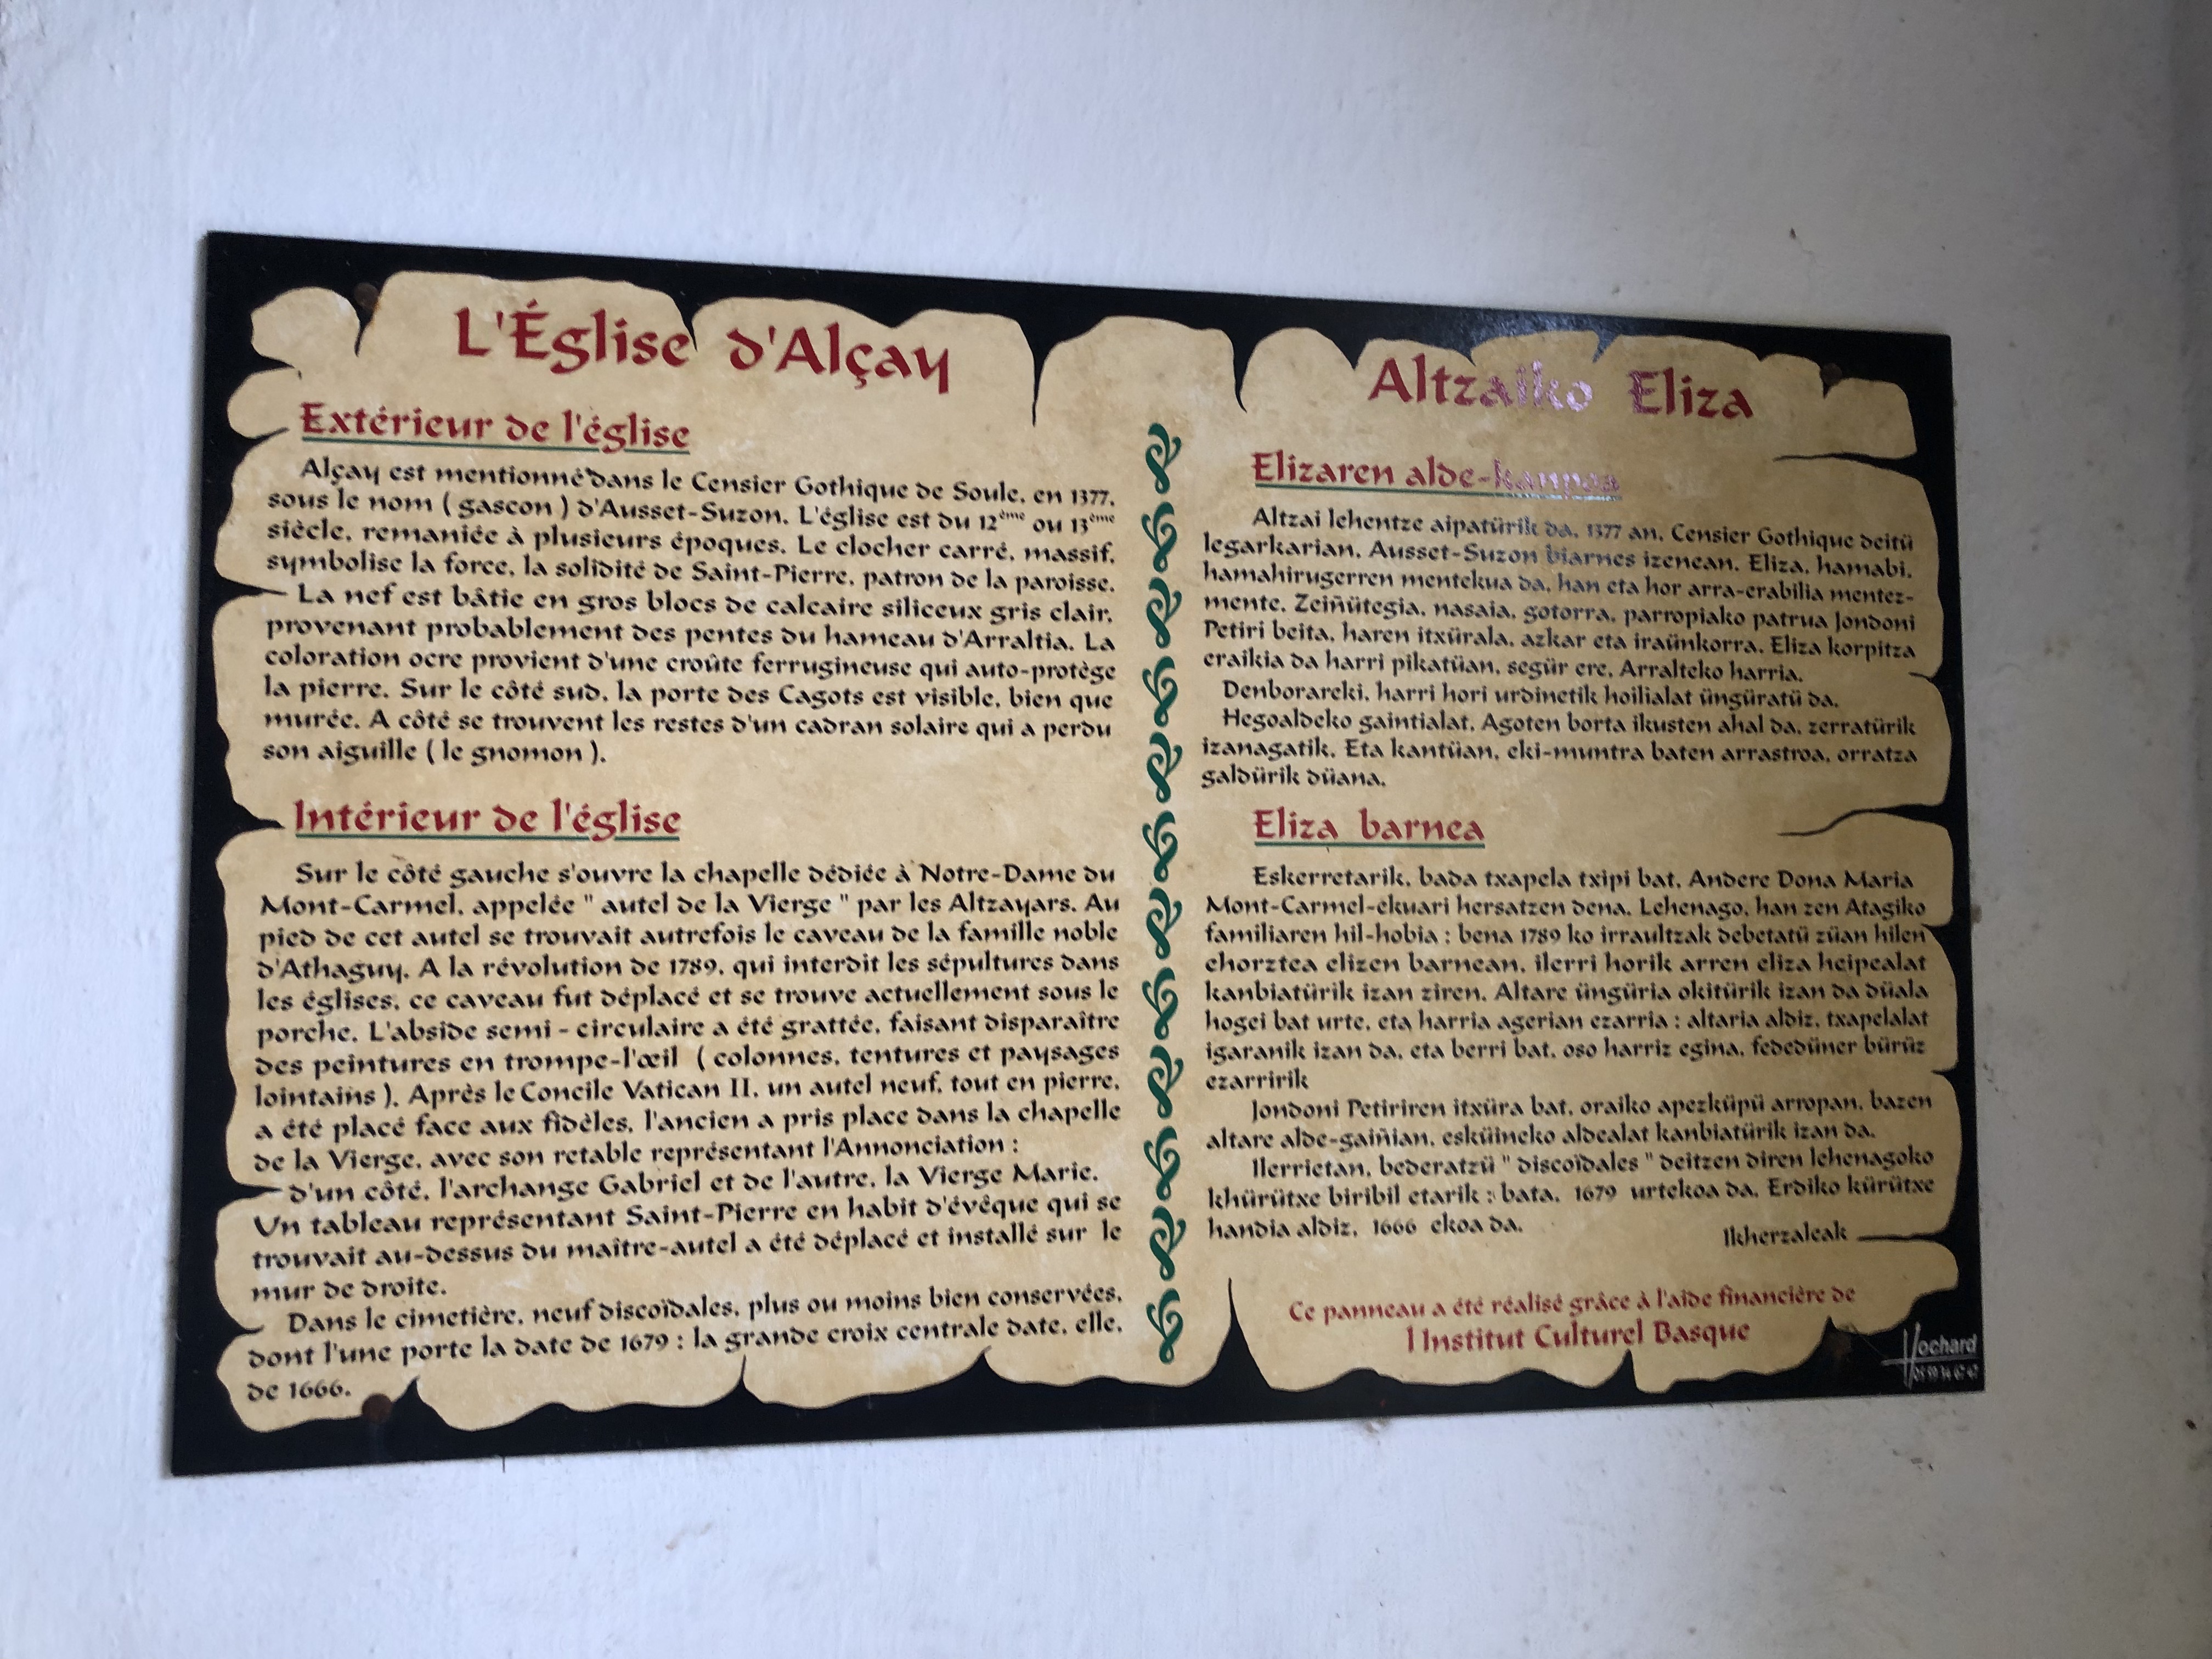 L'Église d'Alçay
Extérieur de l'église
Alçay est mentionné dans le Censier Gothique de Soule, en 1377,
sous le nom ( gascon ) d'Ausset-Suzon. L'église est du 12ème ou 13ème
siècle, remaniée à plusieurs époques. Le clocher carré, massif,
symbolise la force, la solidité de Saint-Pierre, patron de la paroisse.
La nef est bâtie en gros blocs de calcaire siliceux gris clair,
provenant probablement des pentes du hameau d'Arraltia. La
coloration ocre provient d'une croûte ferrugineuse qui auto-protège
la pierre. Sur le côté sud, la porte des Cagots est visible, bien que
murée. A côté se trouvent les restes d'un cadran solaire qui a perdu
son aiguille ( le gnomon ).
Intérieur de l'église
Sur le côté gauche s'ouvre la chapelle dédiée à Notre-Dame du
Mont-Carmel, appelée " autel de la Vierge " par les Altzayars. Au
pied de cet autel se trouvait autrefois le caveau de la famille noble
d'Athaguy. A la révolution de 1789, qui interdit les sépultures dans
les églises, ce caveau fut déplacé et se trouve actuellement sous le
porche. L'abside semi - circulaire a été grattée, faisant disparaître
des peintures en trompe-l'œil ( colonnes, tentures et paysages
lointains ). Après le Concile Vatican II, un autel neuf, tout en pierre,
a été placé face aux fidèles, l'ancien a pris place dans la chapelle
de la Vierge, avec son retable représentant l'Annonciation :
d'un côté, l'archange Gabriel et de l'autre, la Vierge Marie.
Un tableau représentant Saint-Pierre en habit d'évêque qui se
trouvait au-dessus du maître-autel a été déplacé et installé sur le
mur de droite.
Dans le cimetière, neuf discoïdales, plus ou moins bien conservées,
dont l'une porte la date de 1679 : la grande croix centrale date, elle,
de 1666.
Altzaiko Eliza
Elizaren alde-kanpoa
Altzai lehentze aipatürik da, 1377 an, Censier Gothique deitü
legarkarian, Ausset-Suzon biarnes izenean. Eliza, hamabi,
hamahirugerren mentekua da, han eta hor arra-erabilia mentez-
mente. Zeiñütegia, nasaia, gotorra, parropiako patrua Jondoni
Petiri beita, haren itxürala, azkar eta iraünkorra. Eliza korpitza
eraikia da harri pikatüan, segür ere, Arralteko harria.
Denborareki, harri hori urdinetik hoilialat üngüratü da.
Hegoaldeko gaintialat, Agoten borta ikusten ahal da, zerratürik
izanagatik. Eta kantüan, eki-muntra baten arrastroa, orratza
galdürik düana.
Eliza barnea
Eskerretarik, bada txapela txipi bat, Andere Dona Maria
Mont-Carmel-ekuari hersatzen dena. Lehenago, han zen Atagiko
familiaren hil-hobia : bena 1789 ko irraultzak debetatü züan hilen
ehorztea elizen barnean, ilerri horik arren eliza heipealat
kanbiatürik izan ziren. Altare üngüria okitürik izan da düala
hogei bat urte, eta harria agerian ezarria : altaria aldiz, txapelalat
igaranik izan da, eta berri bat, oso harriz egina, fededüner bürüz
ezarririk
Jondoni Petiriren itxüra bat, oraiko apezküpü arropan, bazen
altare alde-gaiñian, esküineko aldealat kanbiatürik izan da.
Ilerrietan, bederatzü " discoïdales " deitzen diren lehenagoko
khürütxe biribil etarik : bata, 1679 urtekoa da. Erdiko kürütxe
handia aldiz, 1666 ekoa da.
Ikherzaleak
Ce panneau a été réalisé grâce à l'aide financière de
l Institut Culturel Basque
Hochard